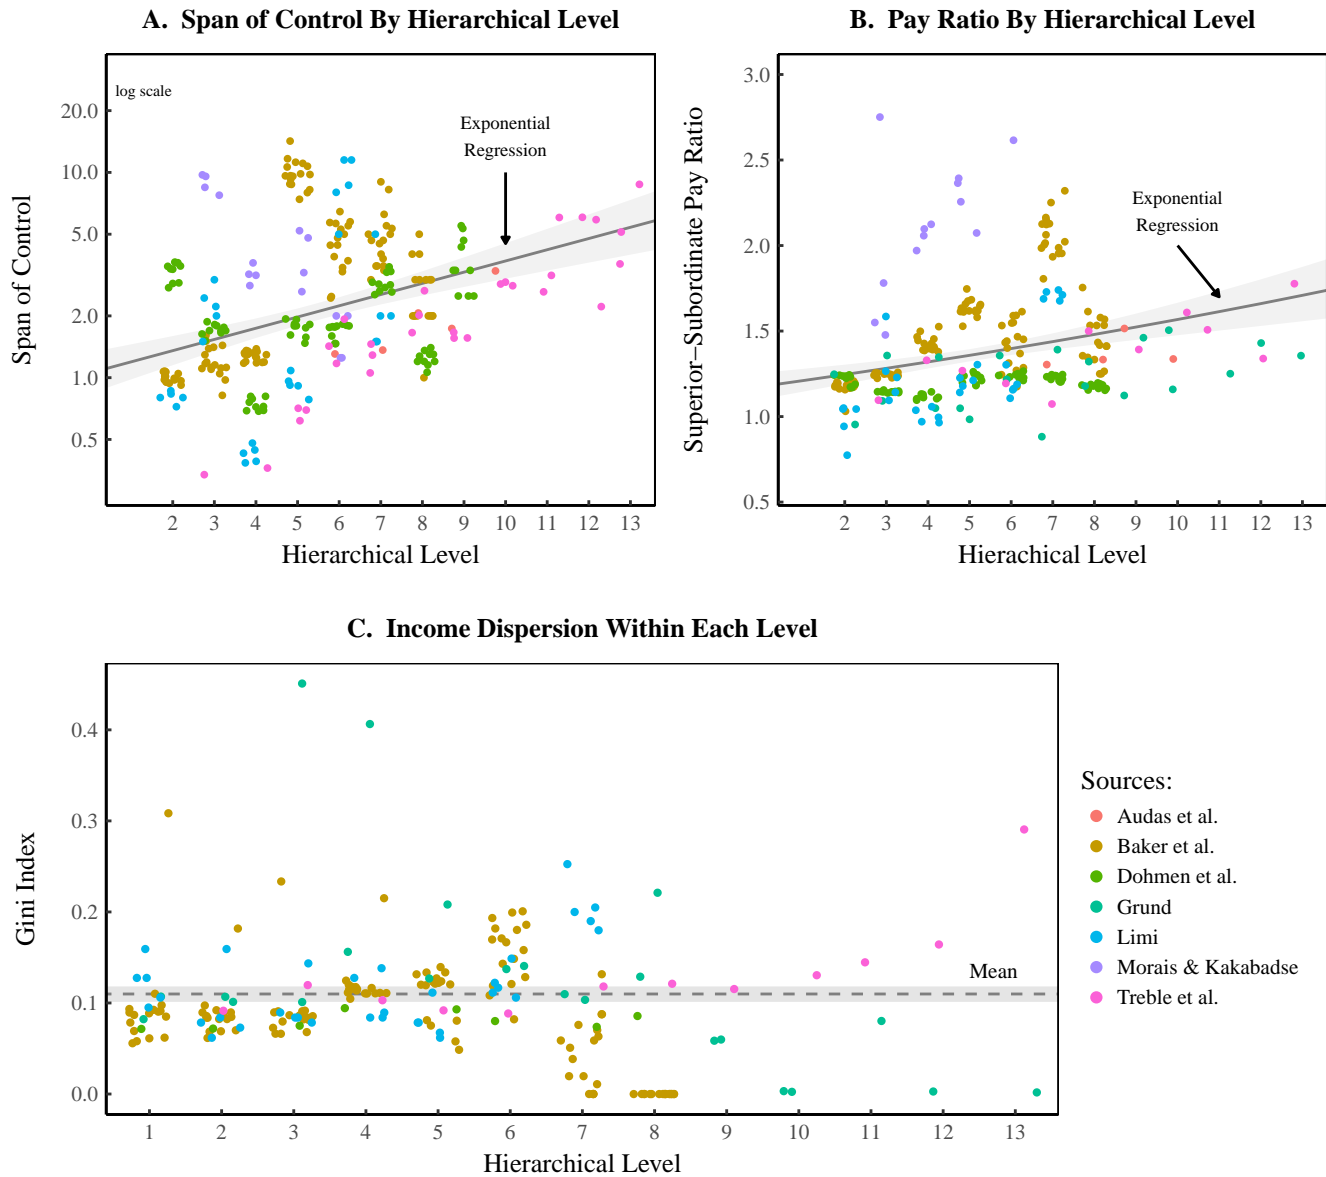 A. Span of Control By Hierarchical Level
log scale
Exponential
Regression
20.0
10.0
5.0
2.0
1.0
0.5
Span of Control
2 3 4 5 6 7 8 9 10 11 12 13
Hierarchical Level
B. Pay Ratio By Hierarchical Level
Exponential
Regression
3.0
2.5
2.0
1.5
1.0
0.5
Superior−Subordinate Pay Ratio
2 3 4 5 6 7 8 9 10 11 12 13
Hierachical Level
C. Income Dispersion Within Each Level
Mean
0.4
0.3
0.2
0.1
0.0
Gini Index
1 2 3 4 5 6 7 8 9 10 11 12 13
Hierarchical Level
Sources:
Audas et al.
Baker et al.
Dohmen et al.
Grund
Limi
Morais & Kakabadse
Treble et al.